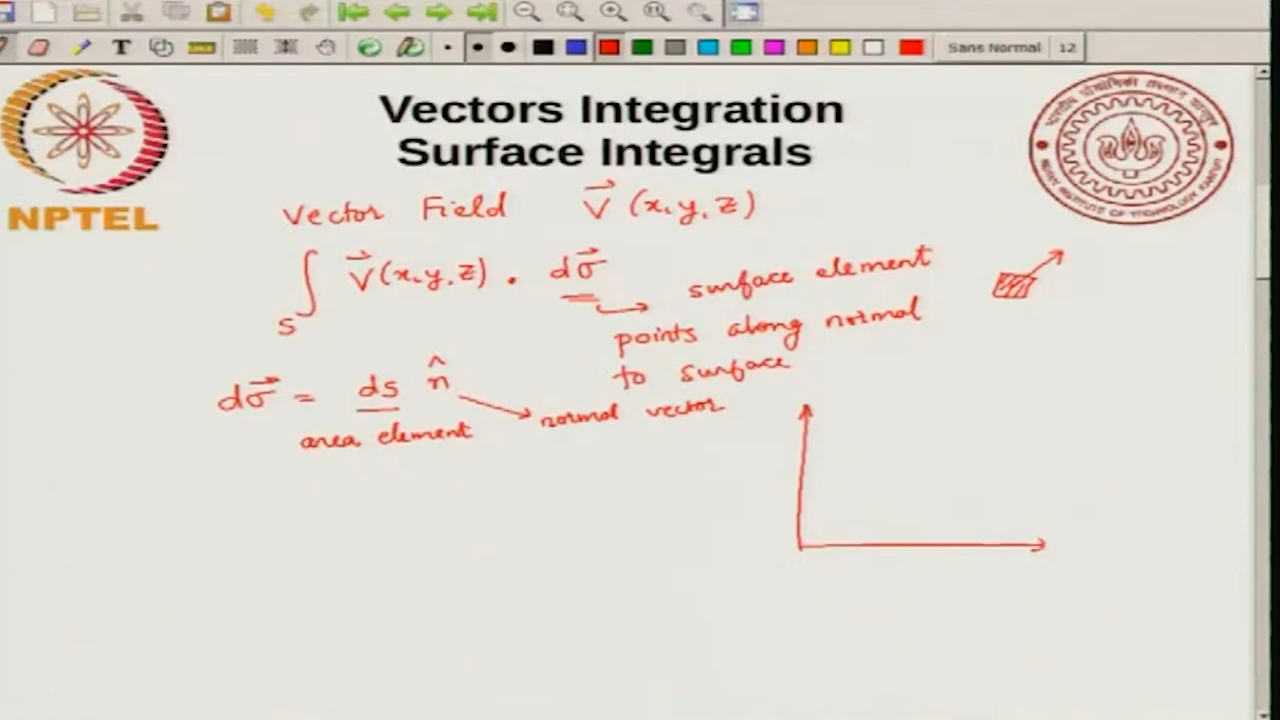 T
Sans Normal 12
Vectors Integration
Surface Integrals
NPTEL
Vector Field V⃗ (x, y, z)
∫_S V⃗(x, y, z) . dσ⃗
surface element
points along normal
to surface
dσ⃗ = ds n̂
area element
normal vector